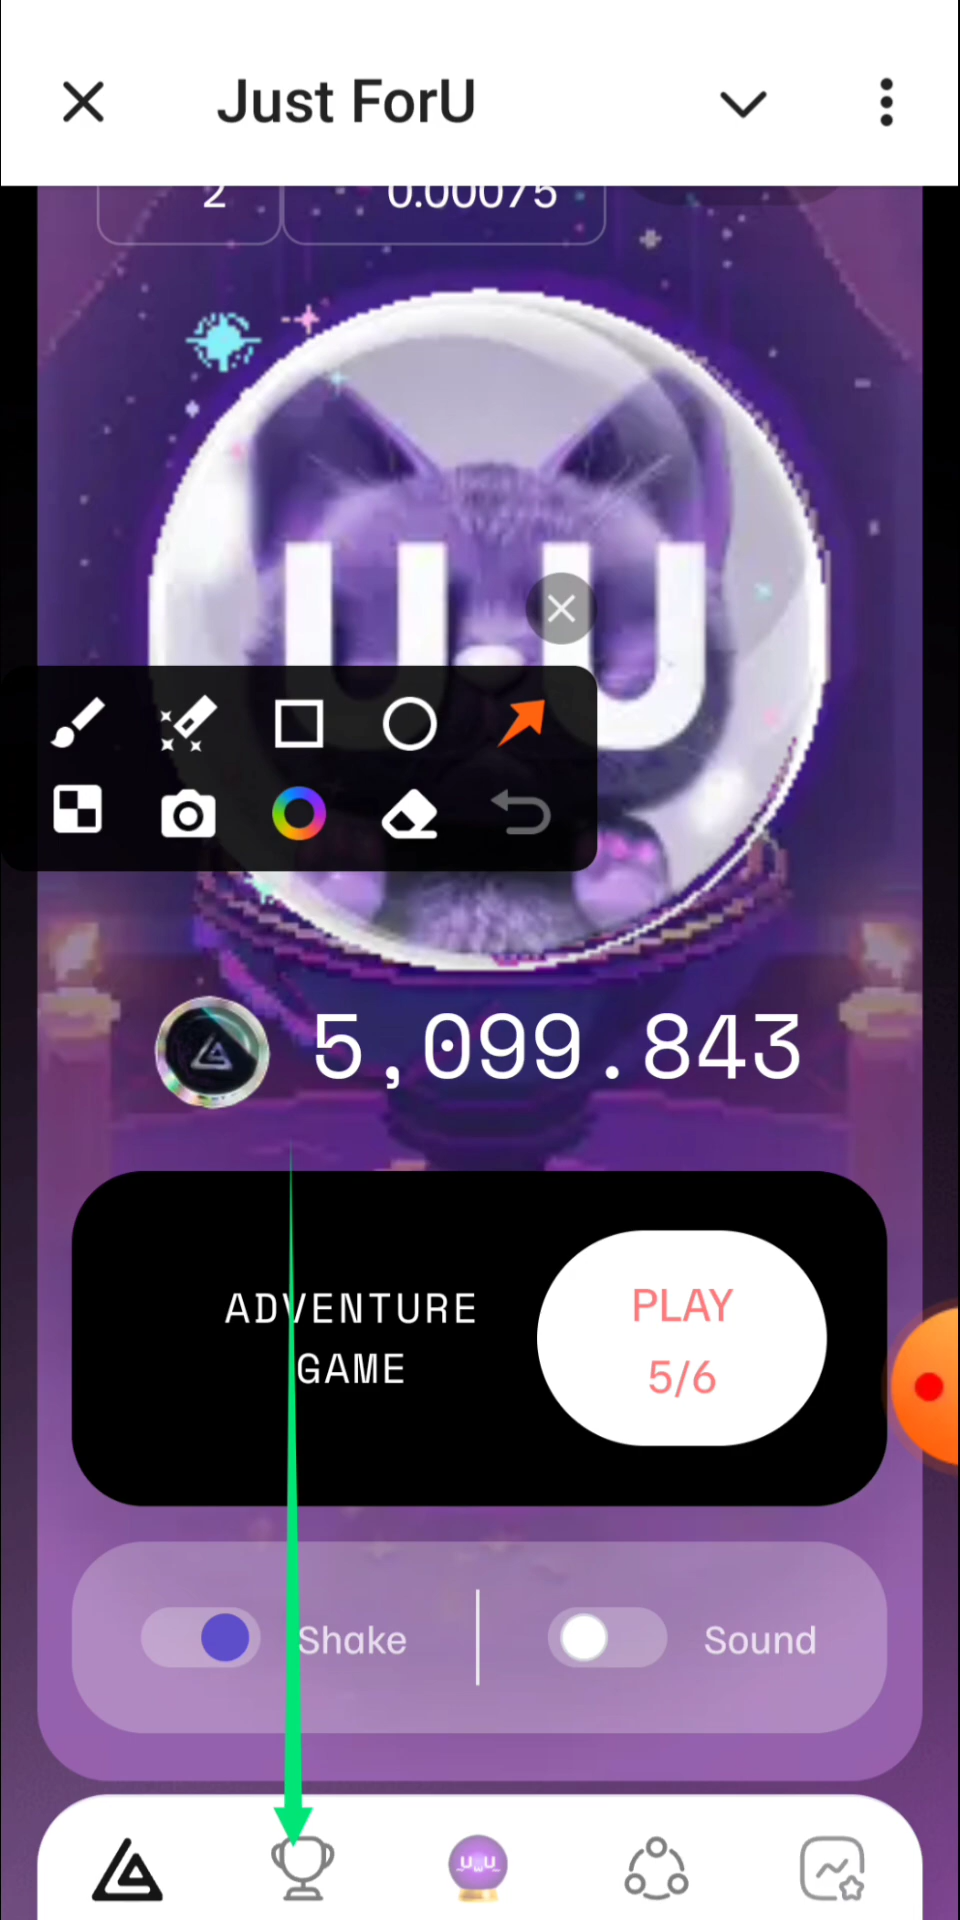 Just ForU
2
0.00075
U U
5,099.843
ADVENTURE
GAME
PLAY
5/6
Shake
Sound
UwU